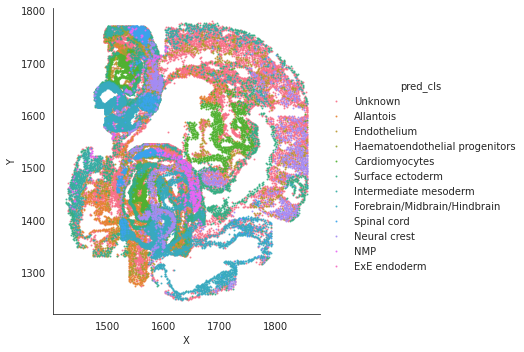 1800
1700
1600
1500
1400
1300
Y
1500
1600
1700
1800
X
pred_cls
Unknown
Allantois
Endothelium
Haematoendothelial progenitors
Cardiomyocytes
Surface ectoderm
Intermediate mesoderm
Forebrain/Midbrain/Hindbrain
Spinal cord
Neural crest
NMP
ExE endoderm